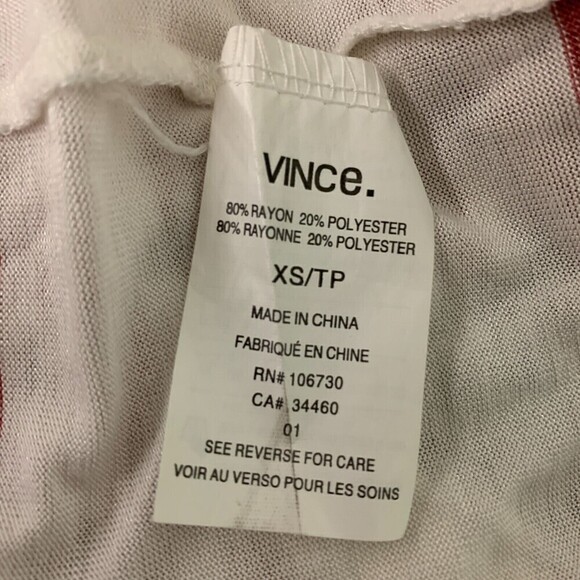 VINCe.
80% RAYON 20% POLYESTER
80% RAYONNE 20% POLYESTER
XS/TP
MADE IN CHINA
FABRIQUÉ EN CHINE
RN# 106730
CA# 34460
01
SEE REVERSE FOR CARE
VOIR AU VERSO POUR LES SOINS